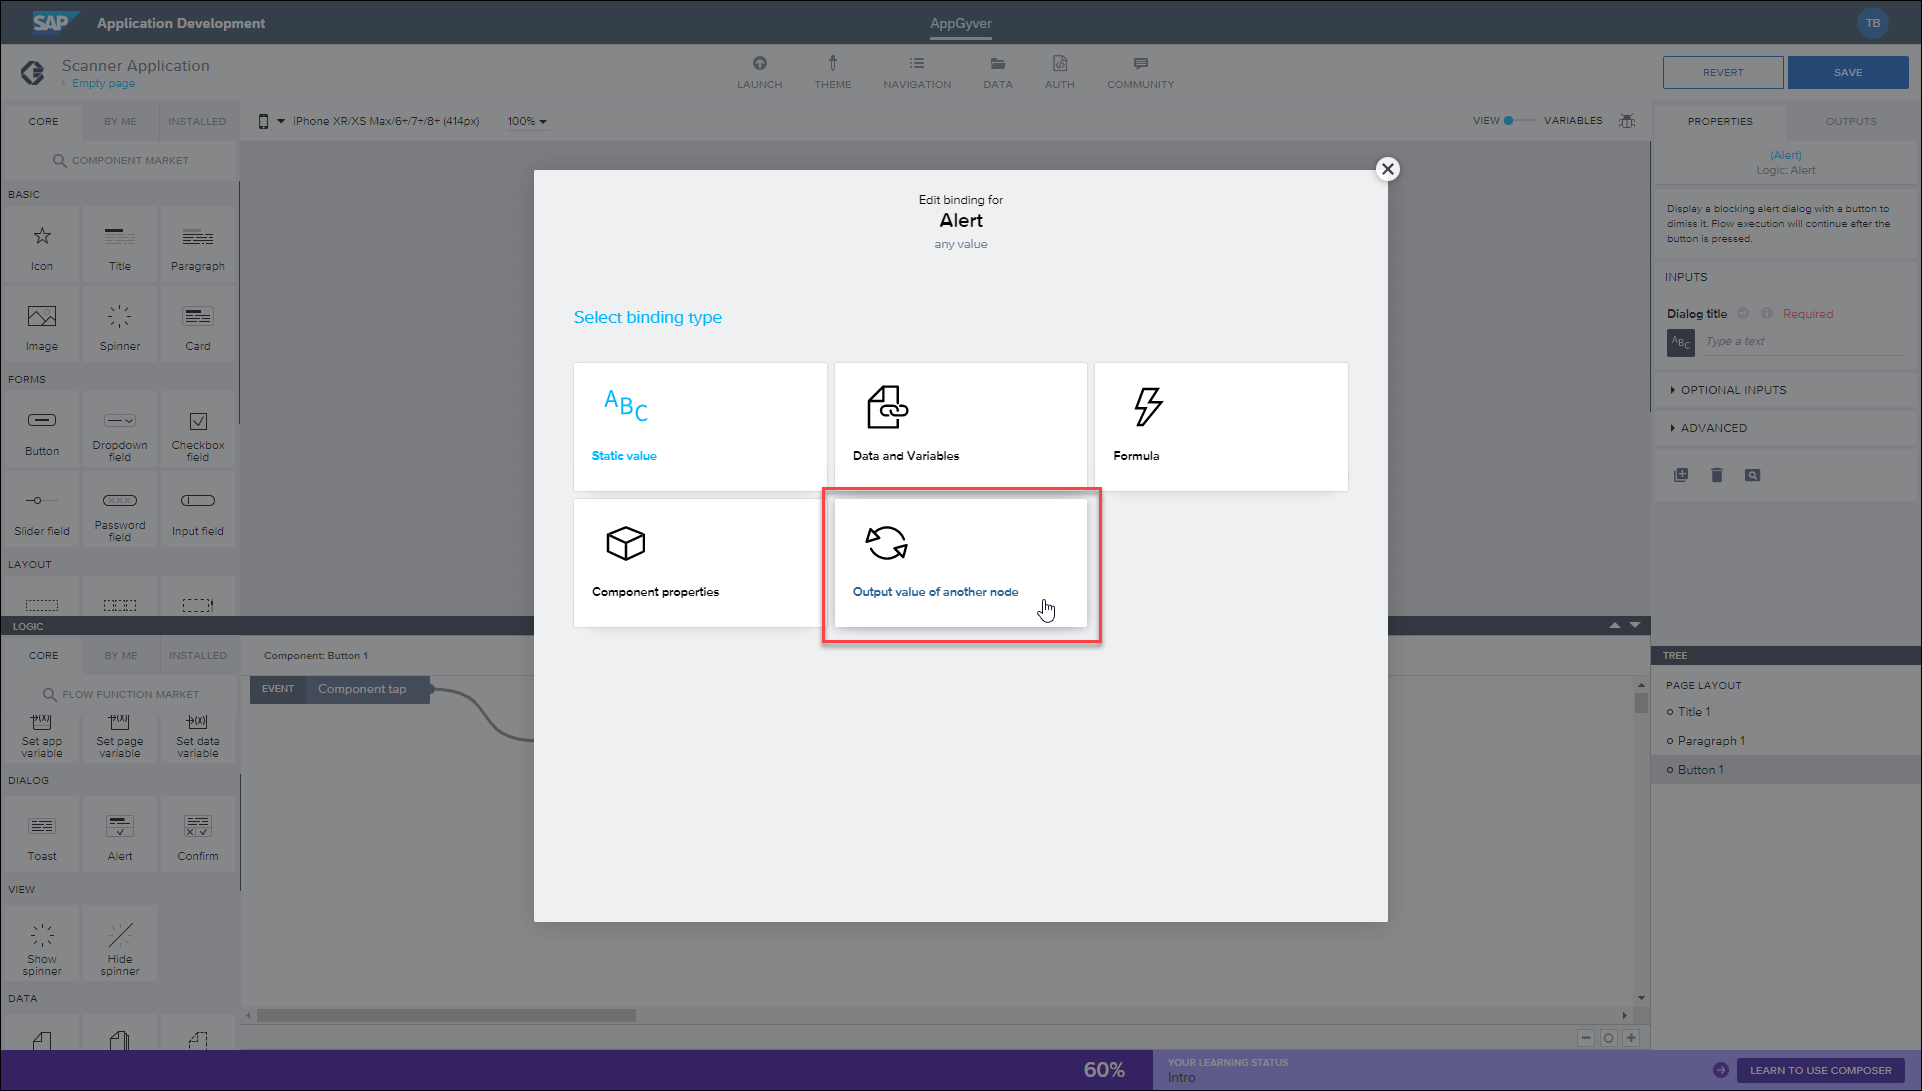 SAP Application Development
AppGyver
TB
Scanner Application
Empty page
LAUNCH
THEME
NAVIGATION
DATA
AUTH
COMMUNITY
REVERT
SAVE
CORE
BY ME
INSTALLED
iPhone XR/XS Max/6+/7+/8+ (414px)
100%
VIEW
VARIABLES
PROPERTIES
OUTPUTS
COMPONENT MARKET
BASIC
Icon
Title
Paragraph
Image
Spinner
Card
FORMS
Button
Dropdown
field
Checkbox
field
Slider field
Password
field
Input field
LAYOUT
Edit binding for
Alert
any value
Select binding type
ABC
Static value
Data and Variables
Formula
Component properties
Output value of another node
(Alert)
Logic: Alert
Display a blocking alert dialog with a button to
dimiss it. Flow execution will continue after the
button is pressed.
INPUTS
Dialog title
Required
ABC
Type a text
OPTIONAL INPUTS
ADVANCED
LOGIC
CORE
BY ME
INSTALLED
Component: Button 1
FLOW FUNCTION MARKET
EVENT
Component tap
Set app
variable
Set page
variable
Set data
variable
DIALOG
Toast
Alert
Confirm
VIEW
Show
spinner
Hide
spinner
DATA
TREE
PAGE LAYOUT
Title 1
Paragraph 1
Button 1
60%
YOUR LEARNING STATUS
Intro
LEARN TO USE COMPOSER